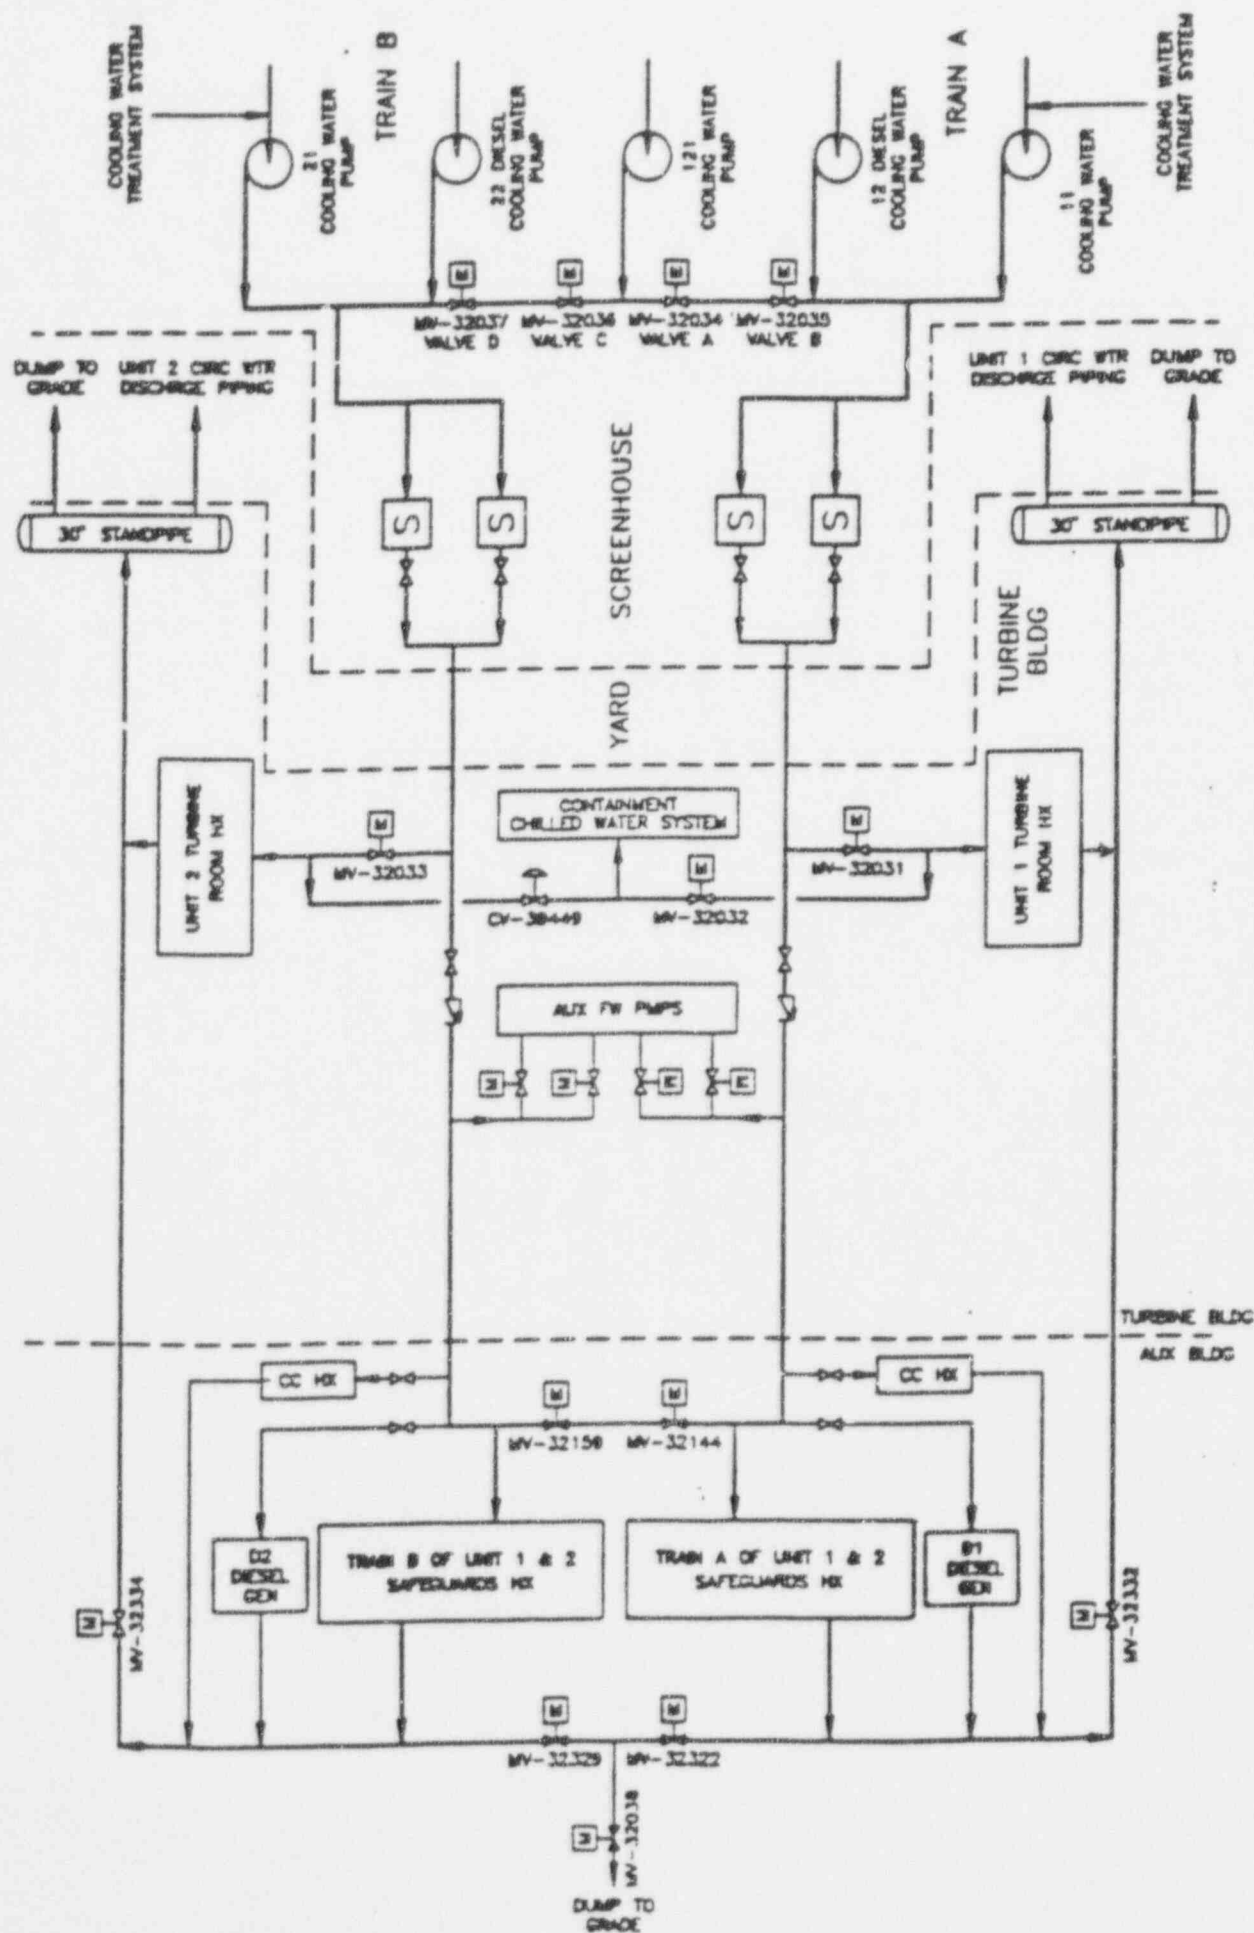 COOLING WATER
TREATMENT SYSTEM
21
COOLING WATER
PUMP
TRAIN B
22 DIESEL
COOLING WATER
PUMP
121
COOLING WATER
PUMP
12 DIESEL
COOLING WATER
PUMP
TRAIN A
11
COOLING WATER
PUMP
COOLING WATER
TREATMENT SYSTEM
M
M
M
M
MV-32037
VALVE D
MV-32036
VALVE C
MV-32034
VALVE A
MV-32035
VALVE B
DUMP TO
GRADE
UNIT 2 CIRC WTR
DISCHARGE PIPING
UNIT 1 CIRC WTR
DISCHARGE PIPING
DUMP TO
GRADE
30" STANDPIPE
S
S
SCREENHOUSE
S
S
30" STANDPIPE
TURBINE
BLDG
YARD
UNIT 2 TURBINE
ROOM HX
M
MV-32033
CONTAINMENT
CHILLED WATER SYSTEM
M
MV-32031
UNIT 1 TURBINE
ROOM HX
M
CV-39449
MV-32032
AUX FW PMPS
M
M
M
M
TURBINE BLDG
AUX BLDG
CC HX
CC HX
M
M
MV-32159
MV-32144
D2
DIESEL
GEN
TRAIN B OF UNIT 1 & 2
SAFEGUARDS HX
TRAIN A OF UNIT 1 & 2
SAFEGUARDS HX
D1
DIESEL
GEN
M
MV-32334
M
MV-32332
M
M
MV-32329
MV-32322
M
MV-32038
DUMP TO
GRADE